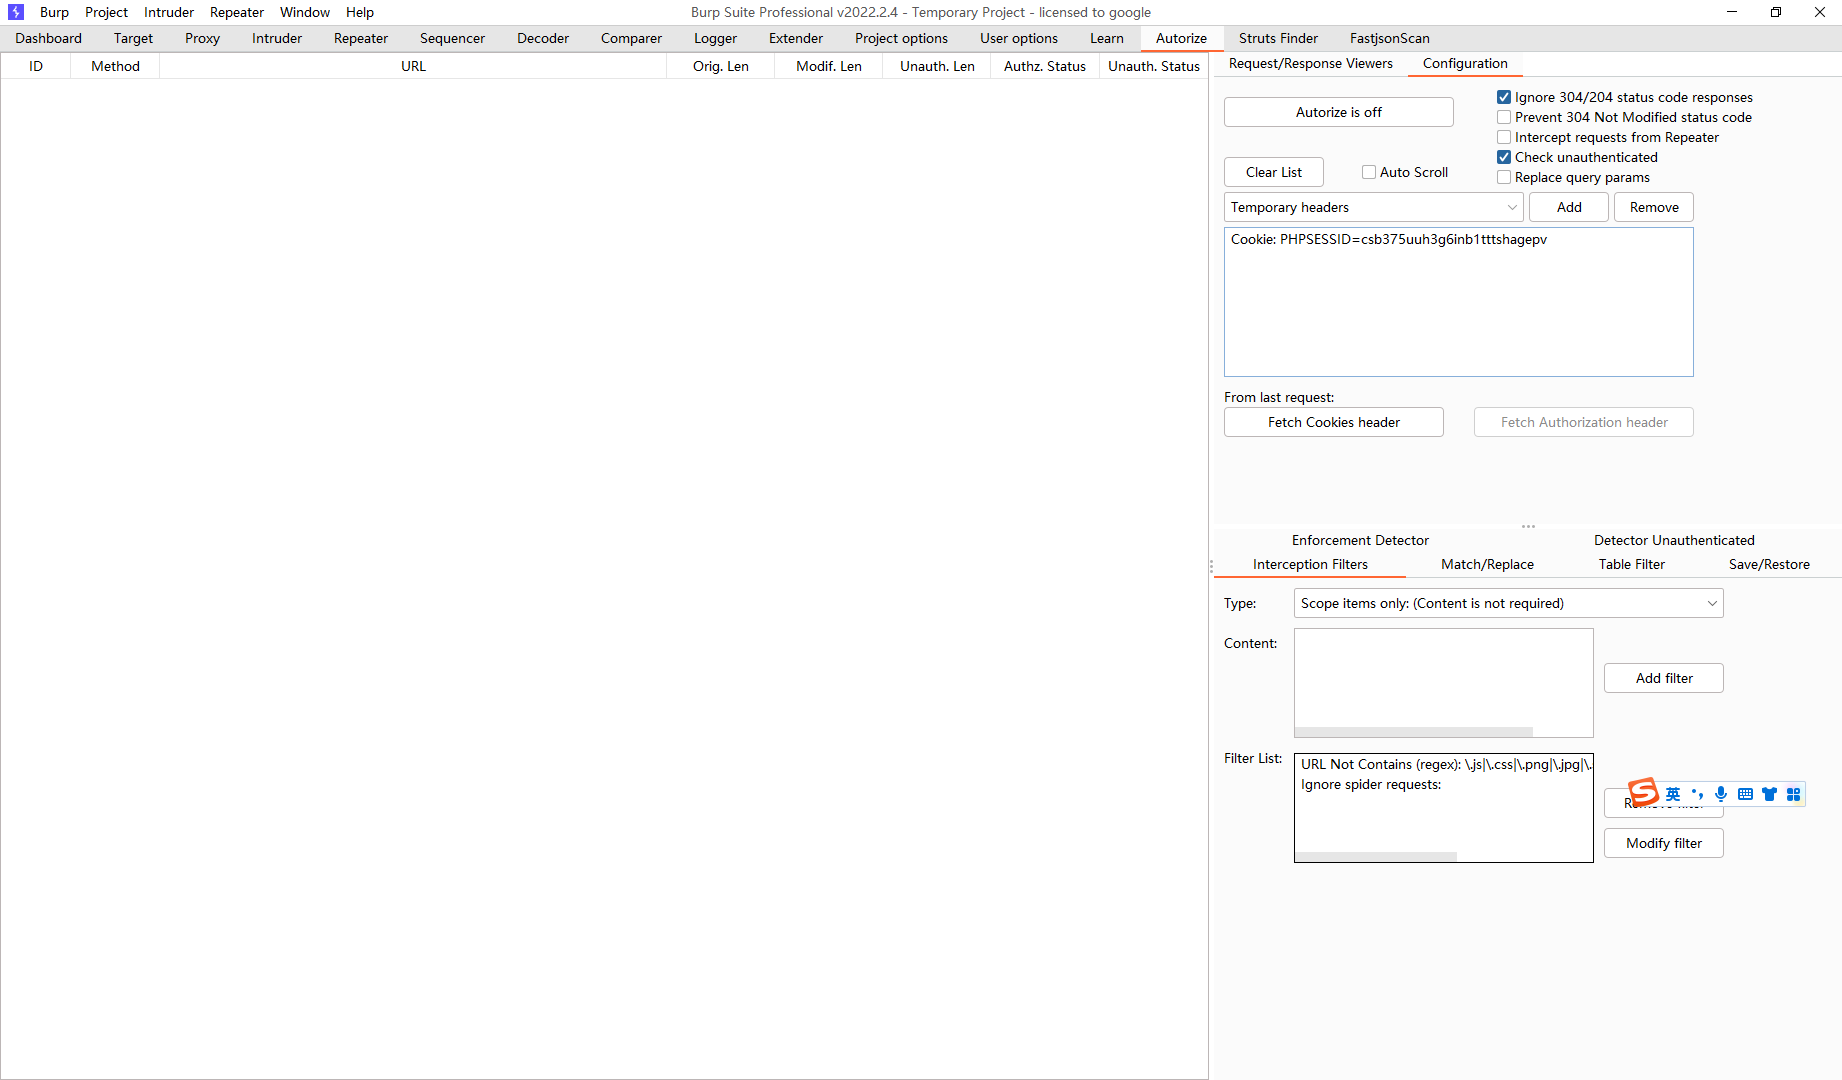 Burp Project Intruder Repeater Window Help
Burp Suite Professional v2022.2.4 - Temporary Project - licensed to google
Dashboard Target Proxy Intruder Repeater Sequencer Decoder Comparer Logger Extender Project options User options Learn Autorize Struts Finder FastjsonScan
ID Method URL Orig. Len Modif. Len Unauth. Len Authz. Status Unauth. Status
Request/Response Viewers Configuration
Autorize is off
Ignore 304/204 status code responses
Prevent 304 Not Modified status code
Intercept requests from Repeater
Check unauthenticated
Replace query params
Clear List
Auto Scroll
Temporary headers
Add
Remove
Cookie: PHPSESSID=csb375uuh3g6inb1tttshagepv
From last request:
Fetch Cookies header
Fetch Authorization header
Enforcement Detector Detector Unauthenticated
Interception Filters Match/Replace Table Filter Save/Restore
Type:
Scope items only: (Content is not required)
Content:
Add filter
Filter List:
URL Not Contains (regex): \.js|\.css|\.png|\.jpg|\.
Ignore spider requests:
S 英
Modify filter